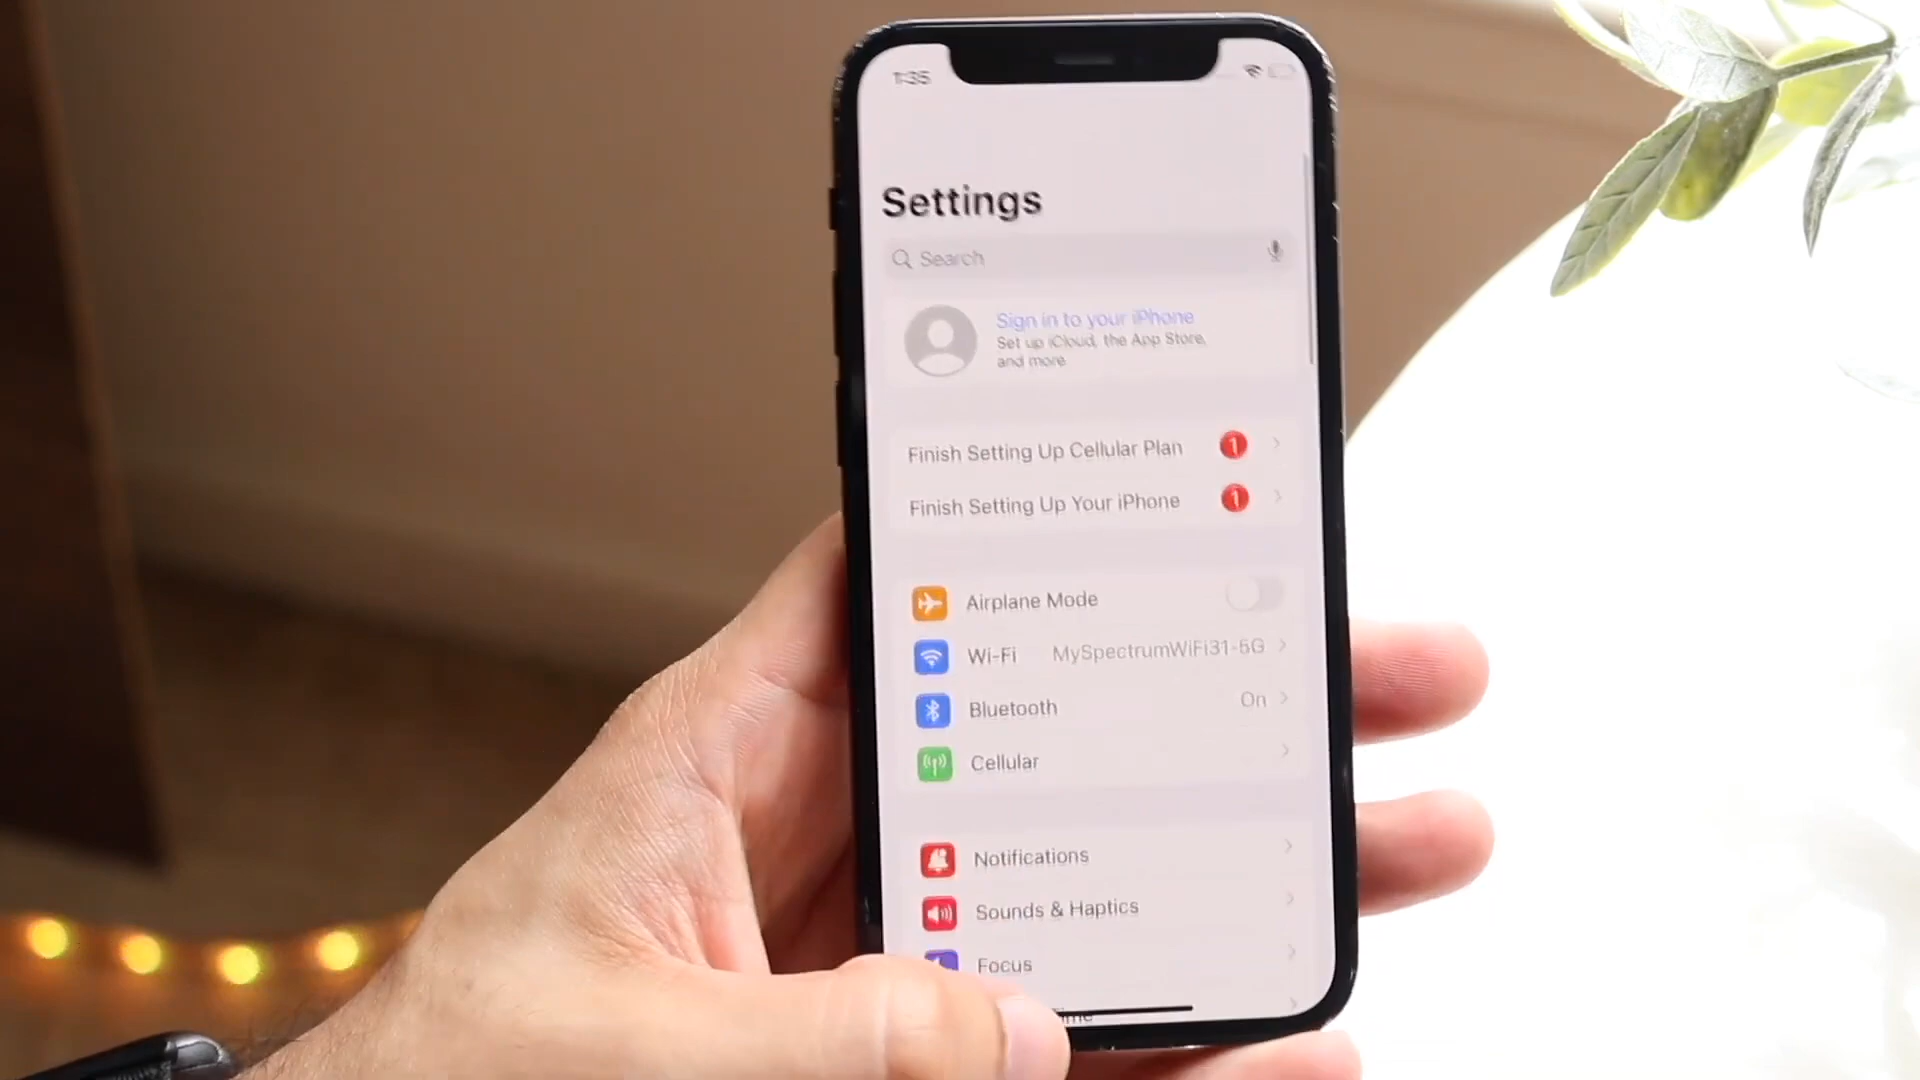 1:35
Settings
Search
Sign in to your iPhone
Set up iCloud, the App Store,
and more
Finish Setting Up Cellular Plan 1
Finish Setting Up Your iPhone 1
Airplane Mode
Wi-Fi MySpectrumWiFi31-5G
Bluetooth On
Cellular
Notifications
Sounds & Haptics
Focus